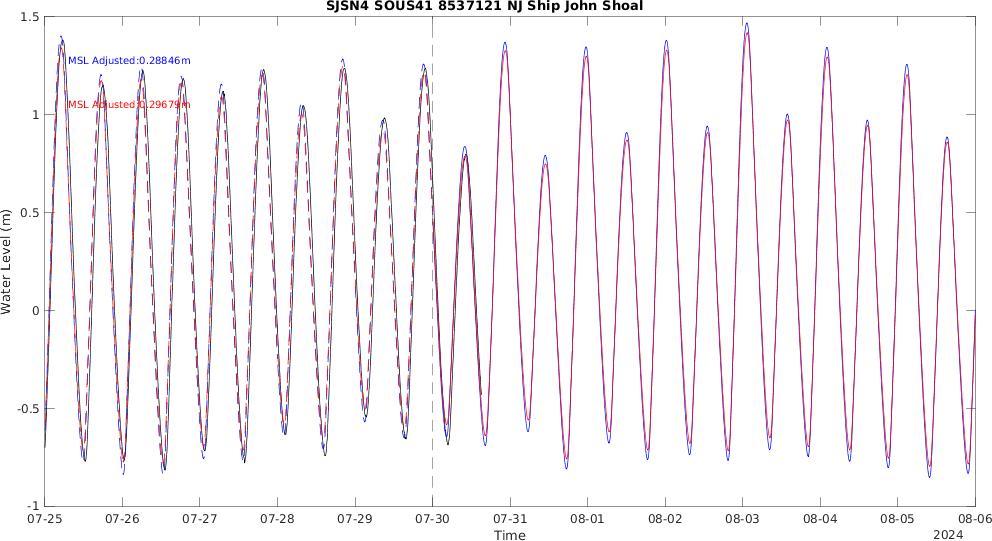 SJSN4 SOUS41 8537121 NJ Ship John Shoal
1.5
MSL Adjusted:0.28846m
MSL Adjusted:0.29679m
1
0.5
0
-0.5
-1
Water Level (m)
07-25 07-26 07-27 07-28 07-29 07-30 07-31 08-01 08-02 08-03 08-04 08-05 08-06
Time
2024